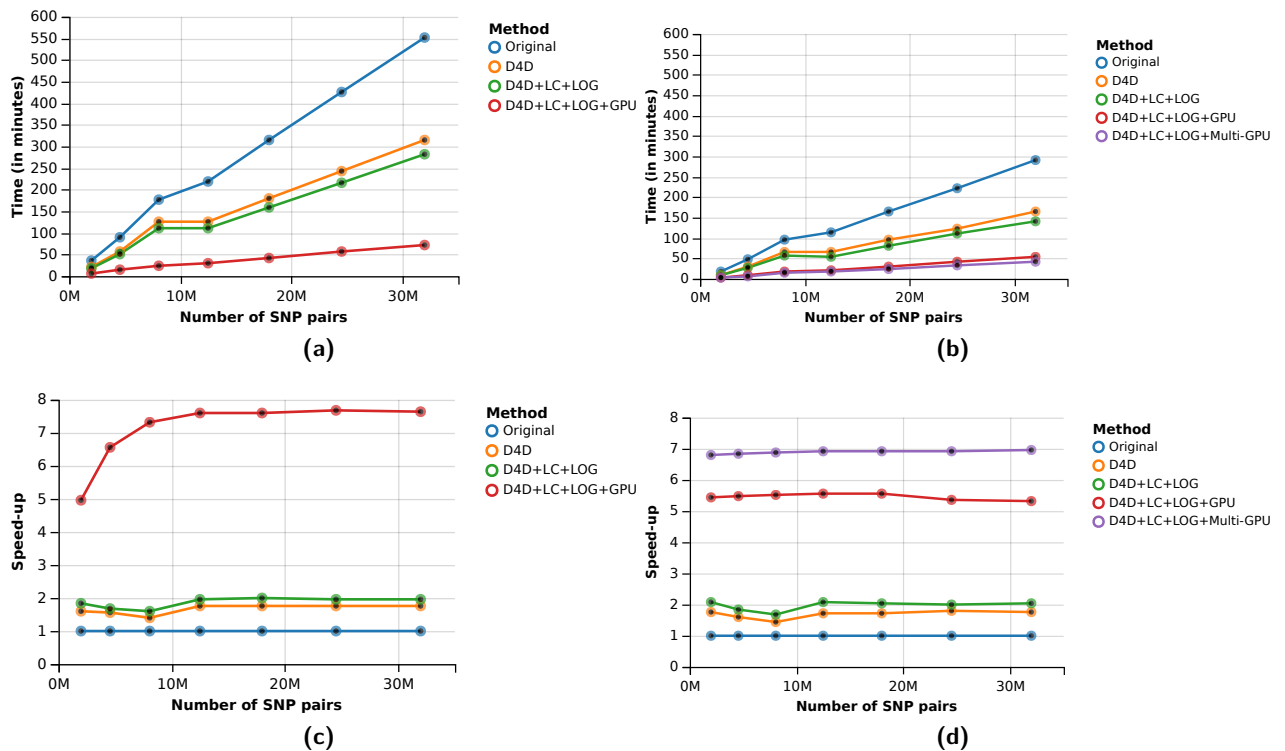 600
550
500
450
400
350
300
250
200
150
100
50
0
Time (in minutes)
0M 10M 20M 30M
Number of SNP pairs
Method
Original
D4D
D4D+LC+LOG
D4D+LC+LOG+GPU
(a)
600
550
500
450
400
350
300
250
200
150
100
50
0
Time (in minutes)
0M 10M 20M 30M
Number of SNP pairs
Method
Original
D4D
D4D+LC+LOG
D4D+LC+LOG+GPU
D4D+LC+LOG+Multi-GPU
(b)
8
7
6
5
4
3
2
1
0
Speed-up
0M 10M 20M 30M
Number of SNP pairs
Method
Original
D4D
D4D+LC+LOG
D4D+LC+LOG+GPU
(c)
8
7
6
5
4
3
2
1
0
Speed-up
0M 10M 20M 30M
Number of SNP pairs
Method
Original
D4D
D4D+LC+LOG
D4D+LC+LOG+GPU
D4D+LC+LOG+Multi-GPU
(d)